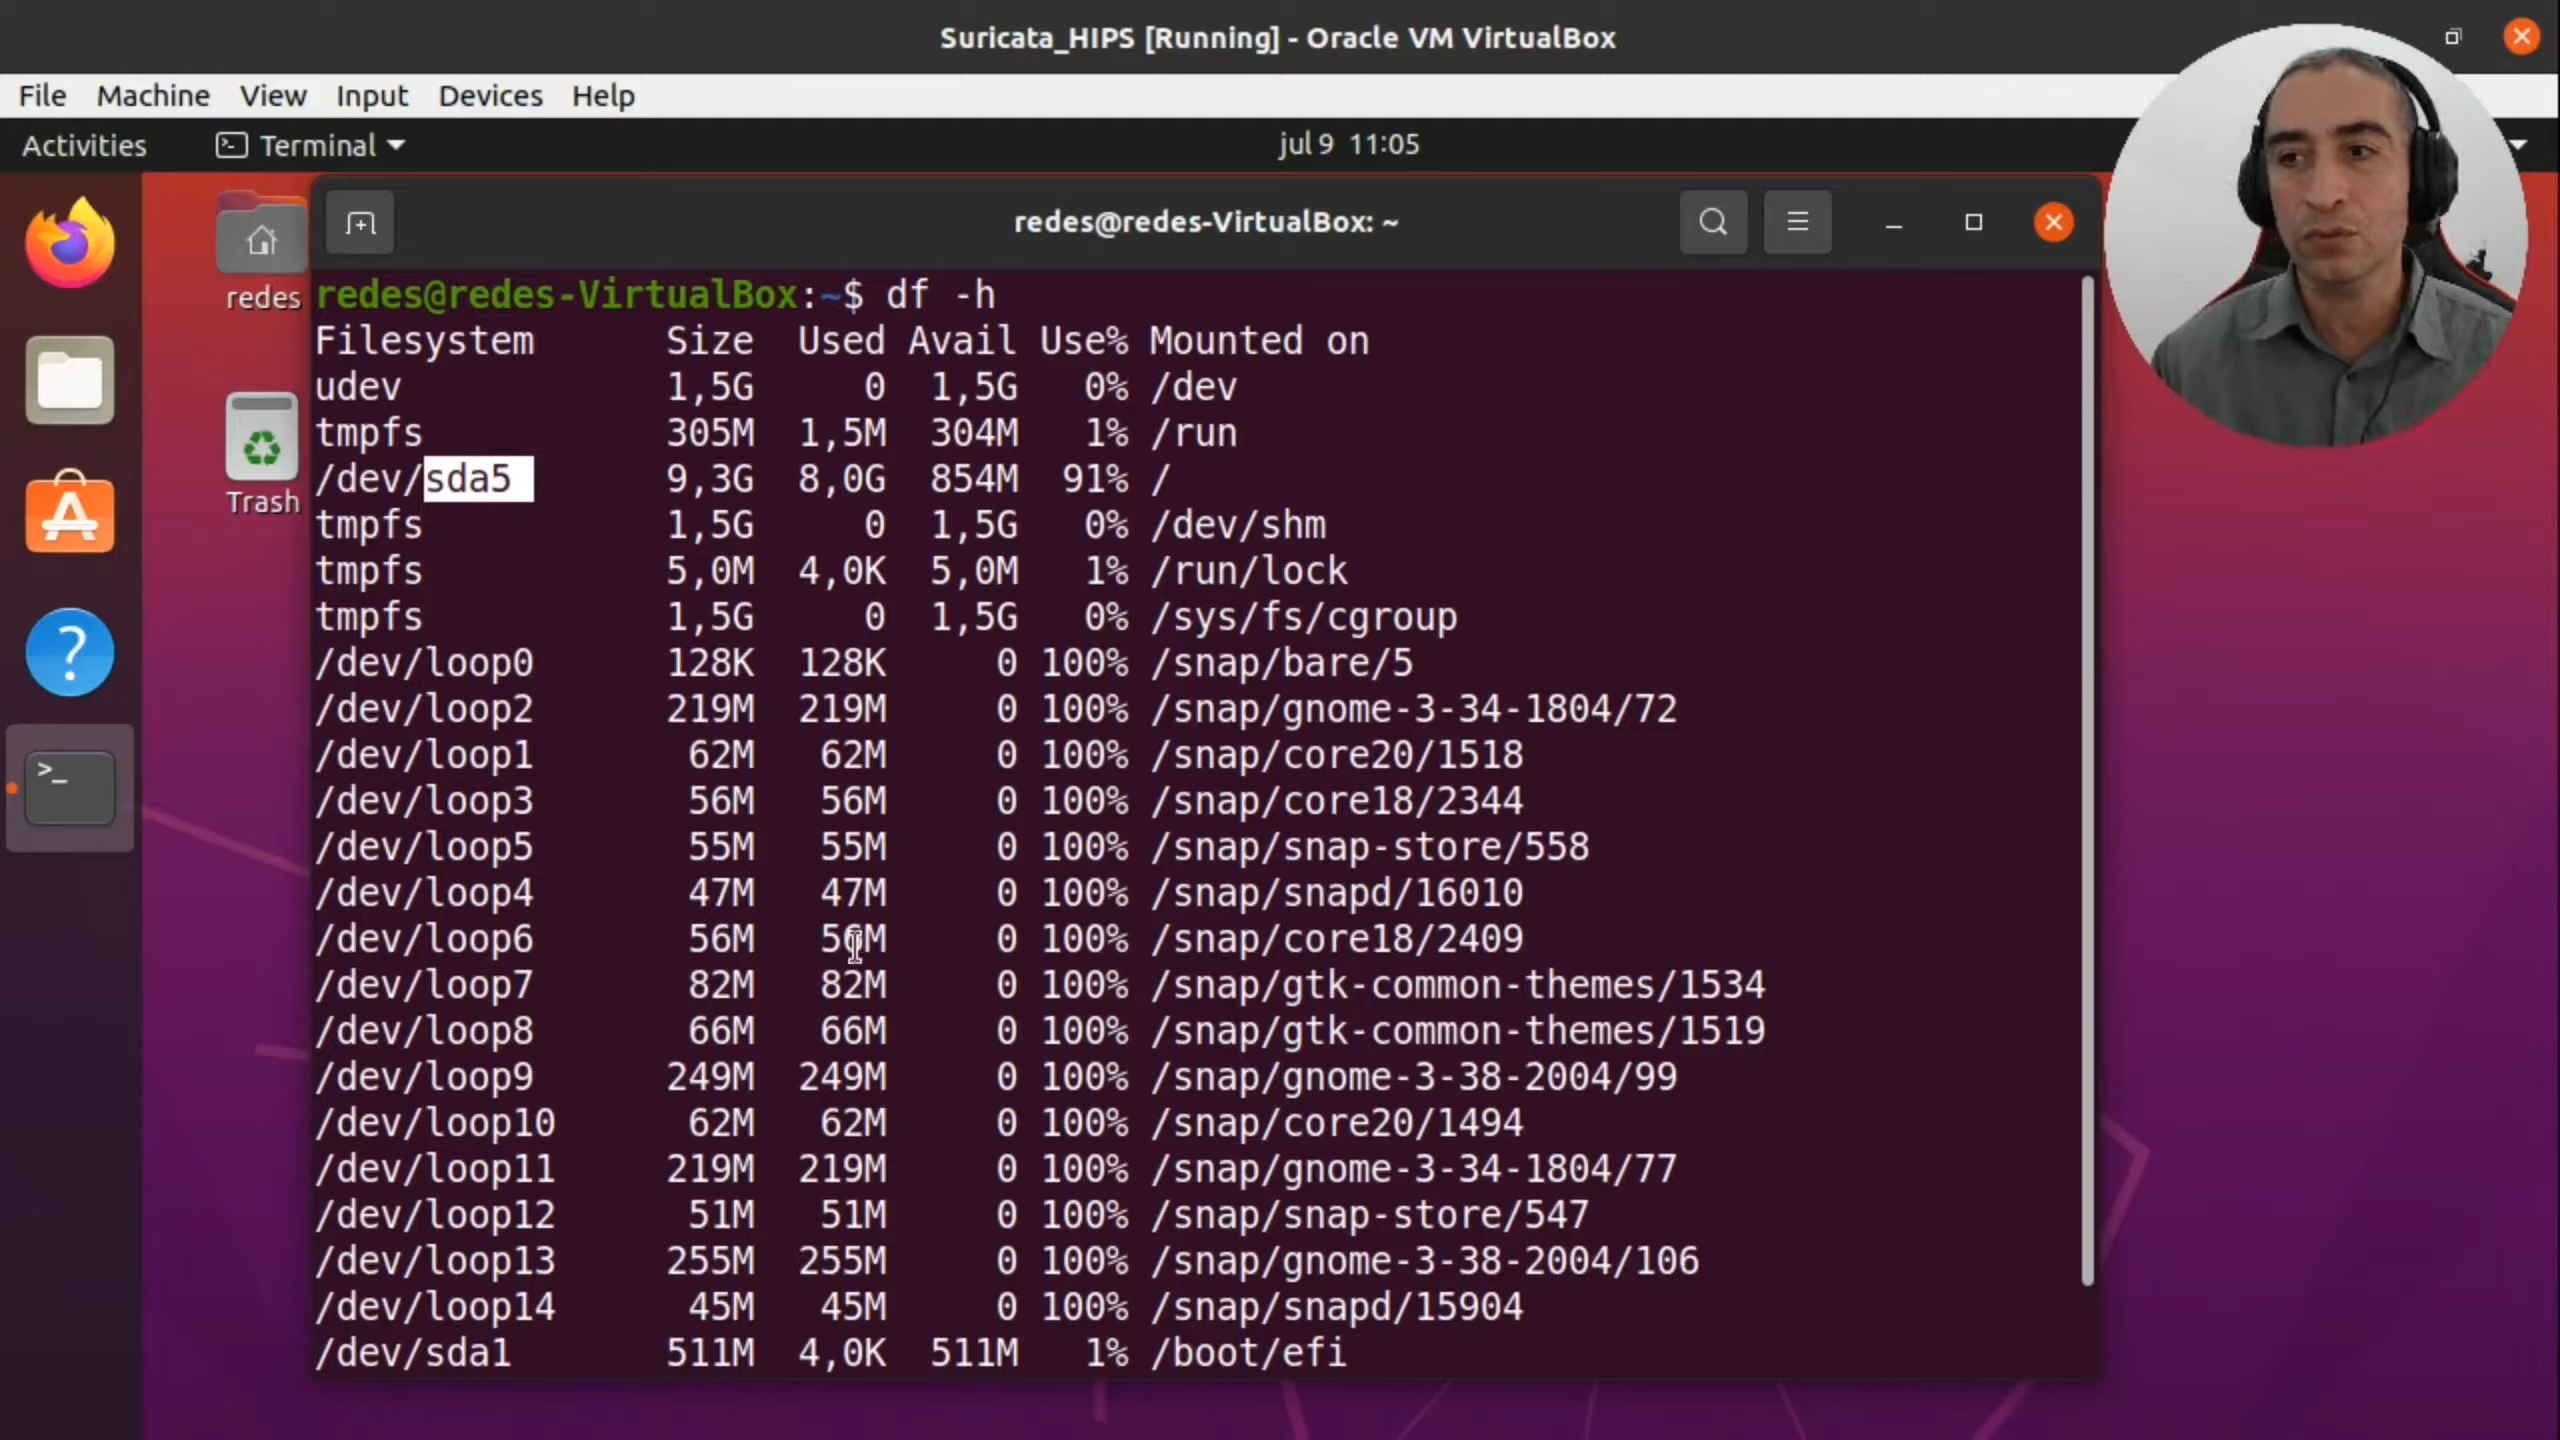 Suricata_HIPS [Running] - Oracle VM VirtualBox
File Machine View Input Devices Help
Activities Terminal jul 9 11:05
redes@redes-VirtualBox: ~
redes
Trash
redes@redes-VirtualBox:~$ df -h
Filesystem Size Used Avail Use% Mounted on
udev 1,5G 0 1,5G 0% /dev
tmpfs 305M 1,5M 304M 1% /run
/dev/sda5 9,3G 8,0G 854M 91% /
tmpfs 1,5G 0 1,5G 0% /dev/shm
tmpfs 5,0M 4,0K 5,0M 1% /run/lock
tmpfs 1,5G 0 1,5G 0% /sys/fs/cgroup
/dev/loop0 128K 128K 0 100% /snap/bare/5
/dev/loop2 219M 219M 0 100% /snap/gnome-3-34-1804/72
/dev/loop1 62M 62M 0 100% /snap/core20/1518
/dev/loop3 56M 56M 0 100% /snap/core18/2344
/dev/loop5 55M 55M 0 100% /snap/snap-store/558
/dev/loop4 47M 47M 0 100% /snap/snapd/16010
/dev/loop6 56M 56M 0 100% /snap/core18/2409
/dev/loop7 82M 82M 0 100% /snap/gtk-common-themes/1534
/dev/loop8 66M 66M 0 100% /snap/gtk-common-themes/1519
/dev/loop9 249M 249M 0 100% /snap/gnome-3-38-2004/99
/dev/loop10 62M 62M 0 100% /snap/core20/1494
/dev/loop11 219M 219M 0 100% /snap/gnome-3-34-1804/77
/dev/loop12 51M 51M 0 100% /snap/snap-store/547
/dev/loop13 255M 255M 0 100% /snap/gnome-3-38-2004/106
/dev/loop14 45M 45M 0 100% /snap/snapd/15904
/dev/sda1 511M 4,0K 511M 1% /boot/efi